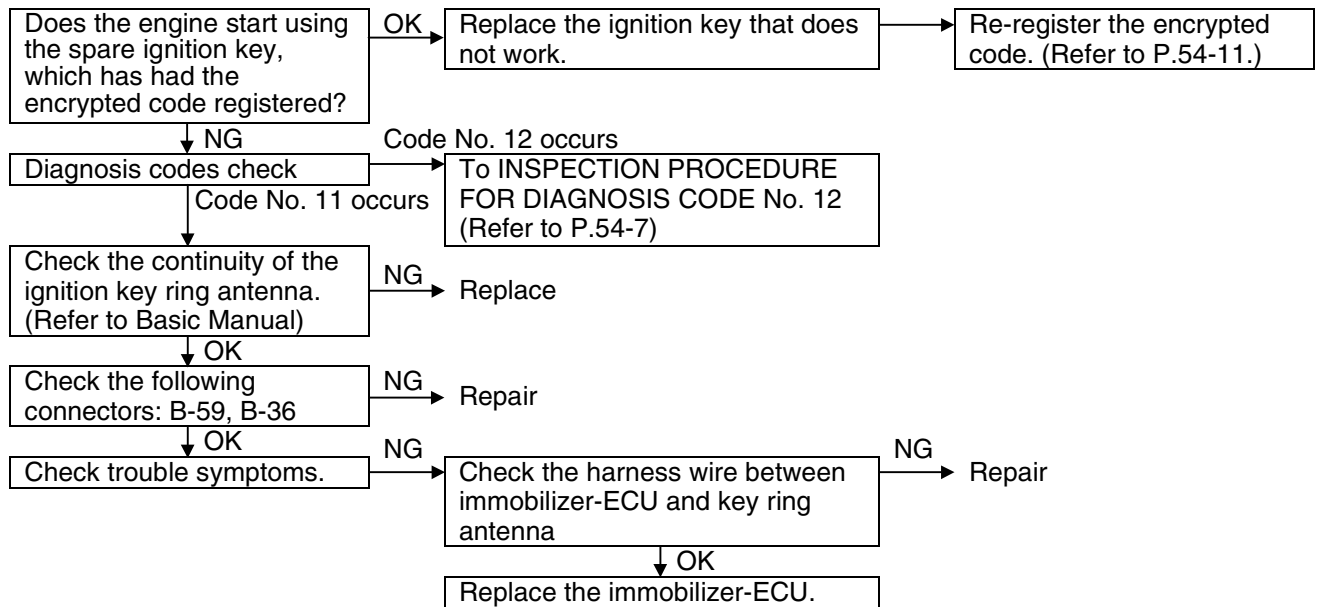 Does the engine start using
the spare ignition key,
which has had the
encrypted code registered?
OK
Replace the ignition key that does
not work.
Re-register the encrypted
code. (Refer to P.54-11.)
NG
Diagnosis codes check
Code No. 12 occurs
To INSPECTION PROCEDURE
FOR DIAGNOSIS CODE No. 12
(Refer to P.54-7)
Code No. 11 occurs
Check the continuity of the
ignition key ring antenna.
(Refer to Basic Manual)
NG
Replace
OK
Check the following
connectors: B-59, B-36
NG
Repair
OK
Check trouble symptoms.
NG
Check the harness wire between
immobilizer-ECU and key ring
antenna
NG
Repair
OK
Replace the immobilizer-ECU.